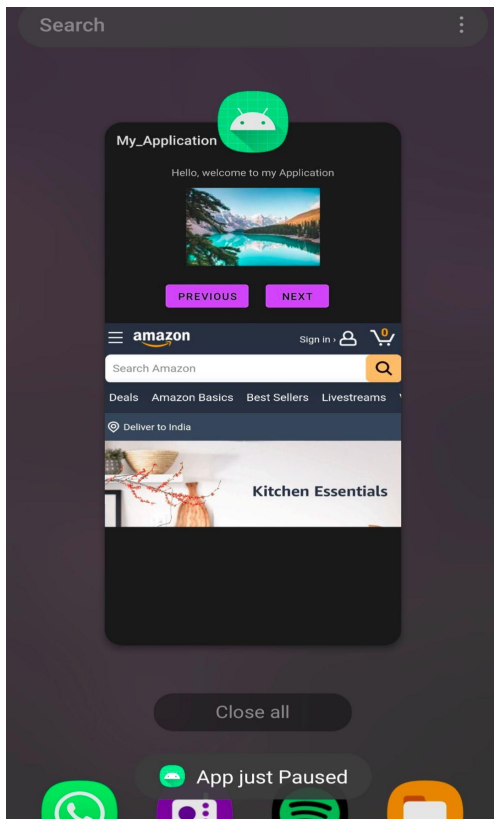 Search
My_Application
Hello, welcome to my Application
PREVIOUS NEXT
amazon Sign in › 0
Search Amazon
Deals Amazon Basics Best Sellers Livestreams
Deliver to India
Kitchen Essentials
Close all
App just Paused